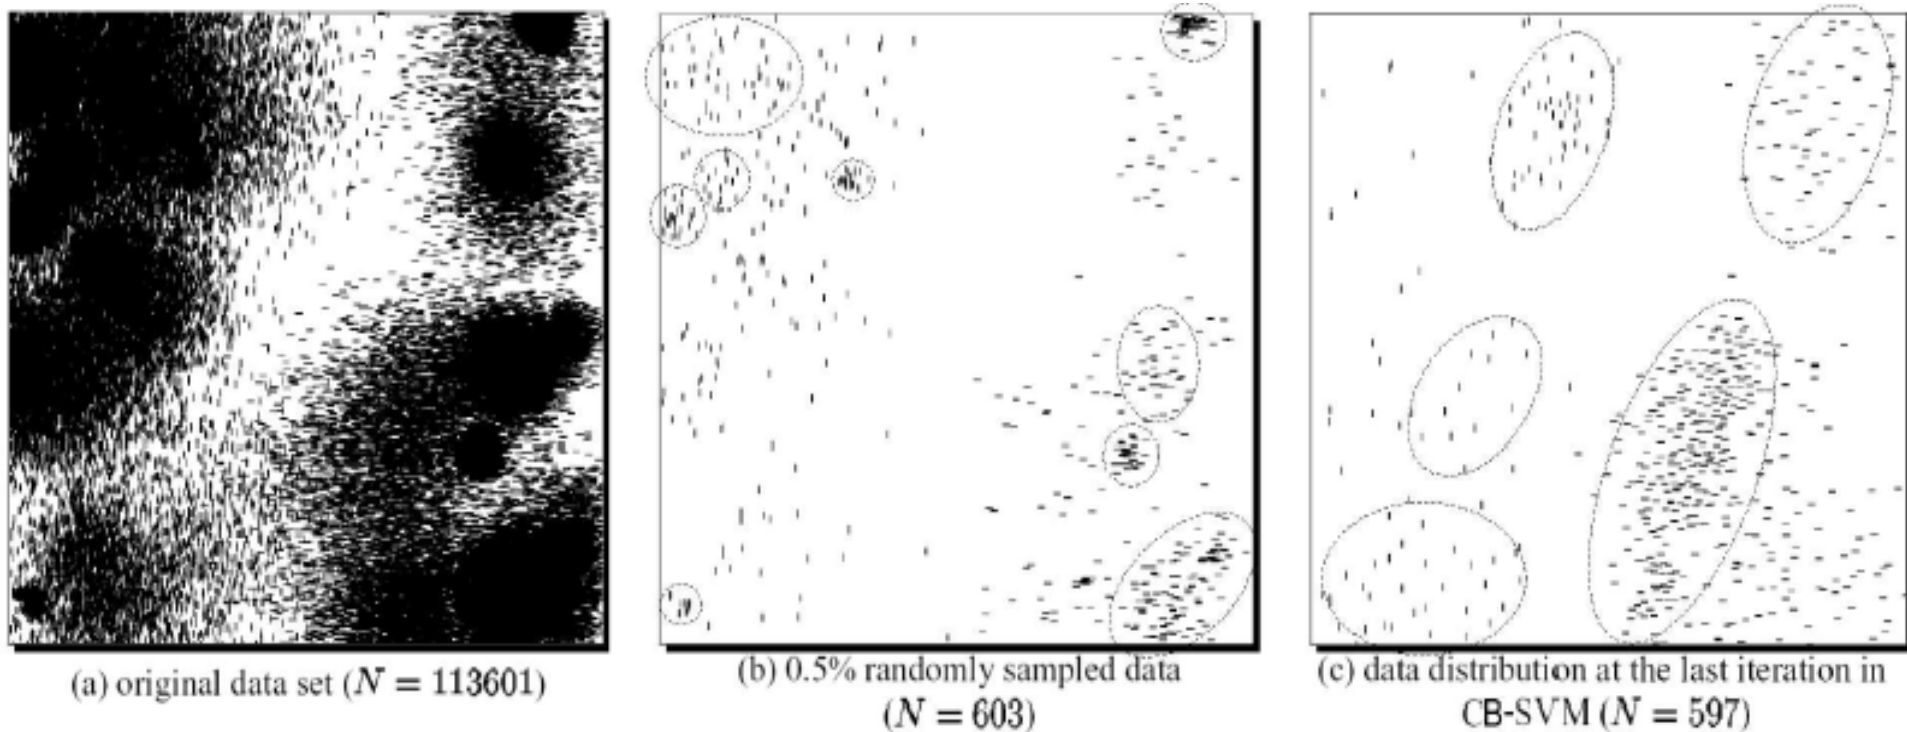 (a) original data set (N = 113601)
(b) 0.5% randomly sampled data
(N = 603)
(c) data distribution at the last iteration in
CB-SVM (N = 597)